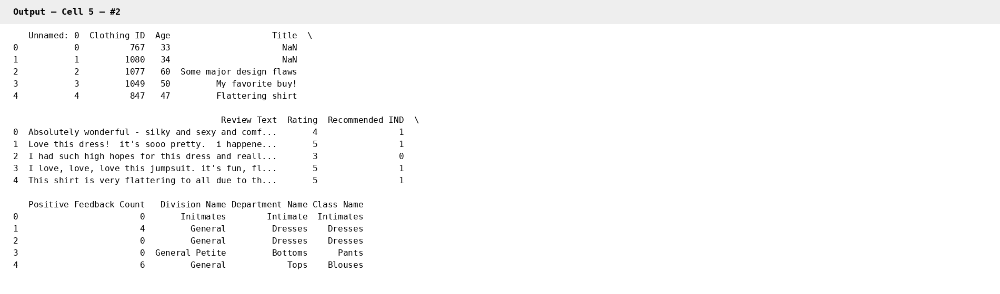 Output — Cell 5 — #2
    Unnamed: 0  Clothing ID  Age                    Title  \
0           0          767   33                      NaN
1           1         1080   34                      NaN
2           2         1077   60  Some major design flaws
3           3         1049   50         My favorite buy!
4           4          847   47         Flattering shirt

                                         Review Text  Rating  Recommended IND  \
0  Absolutely wonderful - silky and sexy and comf...       4                1
1  Love this dress!  it's sooo pretty.  i happene...       5                1
2  I had such high hopes for this dress and reall...       3                0
3  I love, love, love this jumpsuit. it's fun, fl...       5                1
4  This shirt is very flattering to all due to th...       5                1

   Positive Feedback Count   Division Name Department Name Class Name
0                        0       Initmates        Intimate  Intimates
1                        4         General         Dresses    Dresses
2                        0         General         Dresses    Dresses
3                        0  General Petite         Bottoms      Pants
4                        6         General            Tops    Blouses